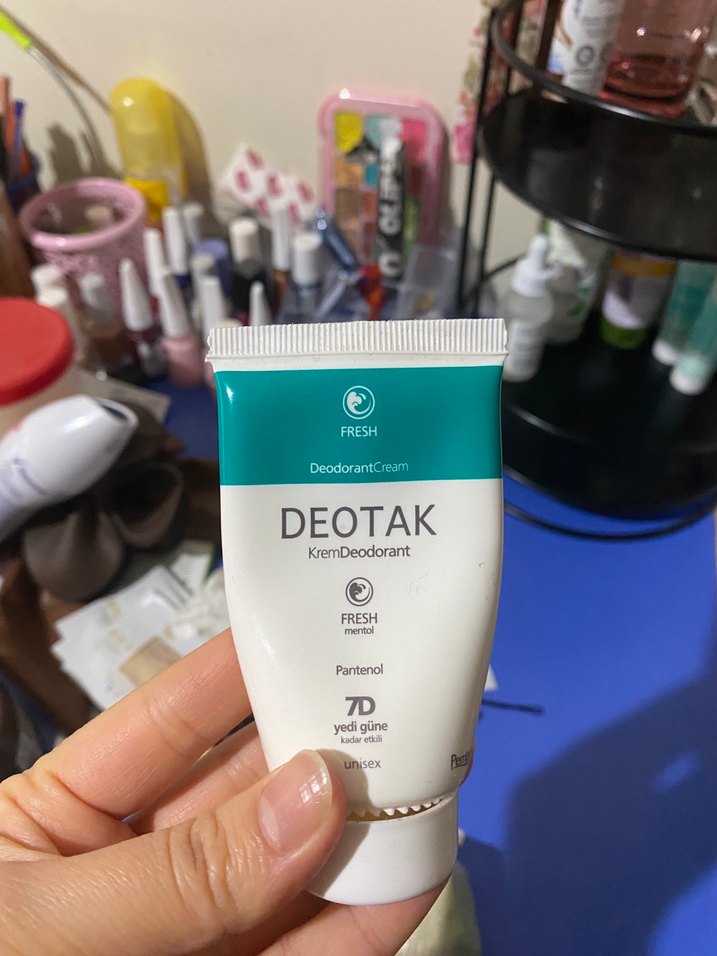 FRESH
DeodorantCream
DEOTAK
KremDeodorant
FRESH
mentol
Pantenol
7D
yedi güne
kadar etkili
unisex